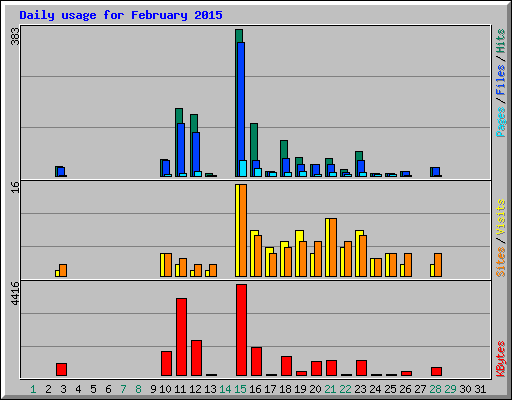 Daily usage for February 2015
383
Pages / Files / Hits
16
Sites / Visits
4416
KBytes
1 2 3 4 5 6 7 8 9 10 11 12 13 14 15 16 17 18 19 20 21 22 23 24 25 26 27 28 29 30 31